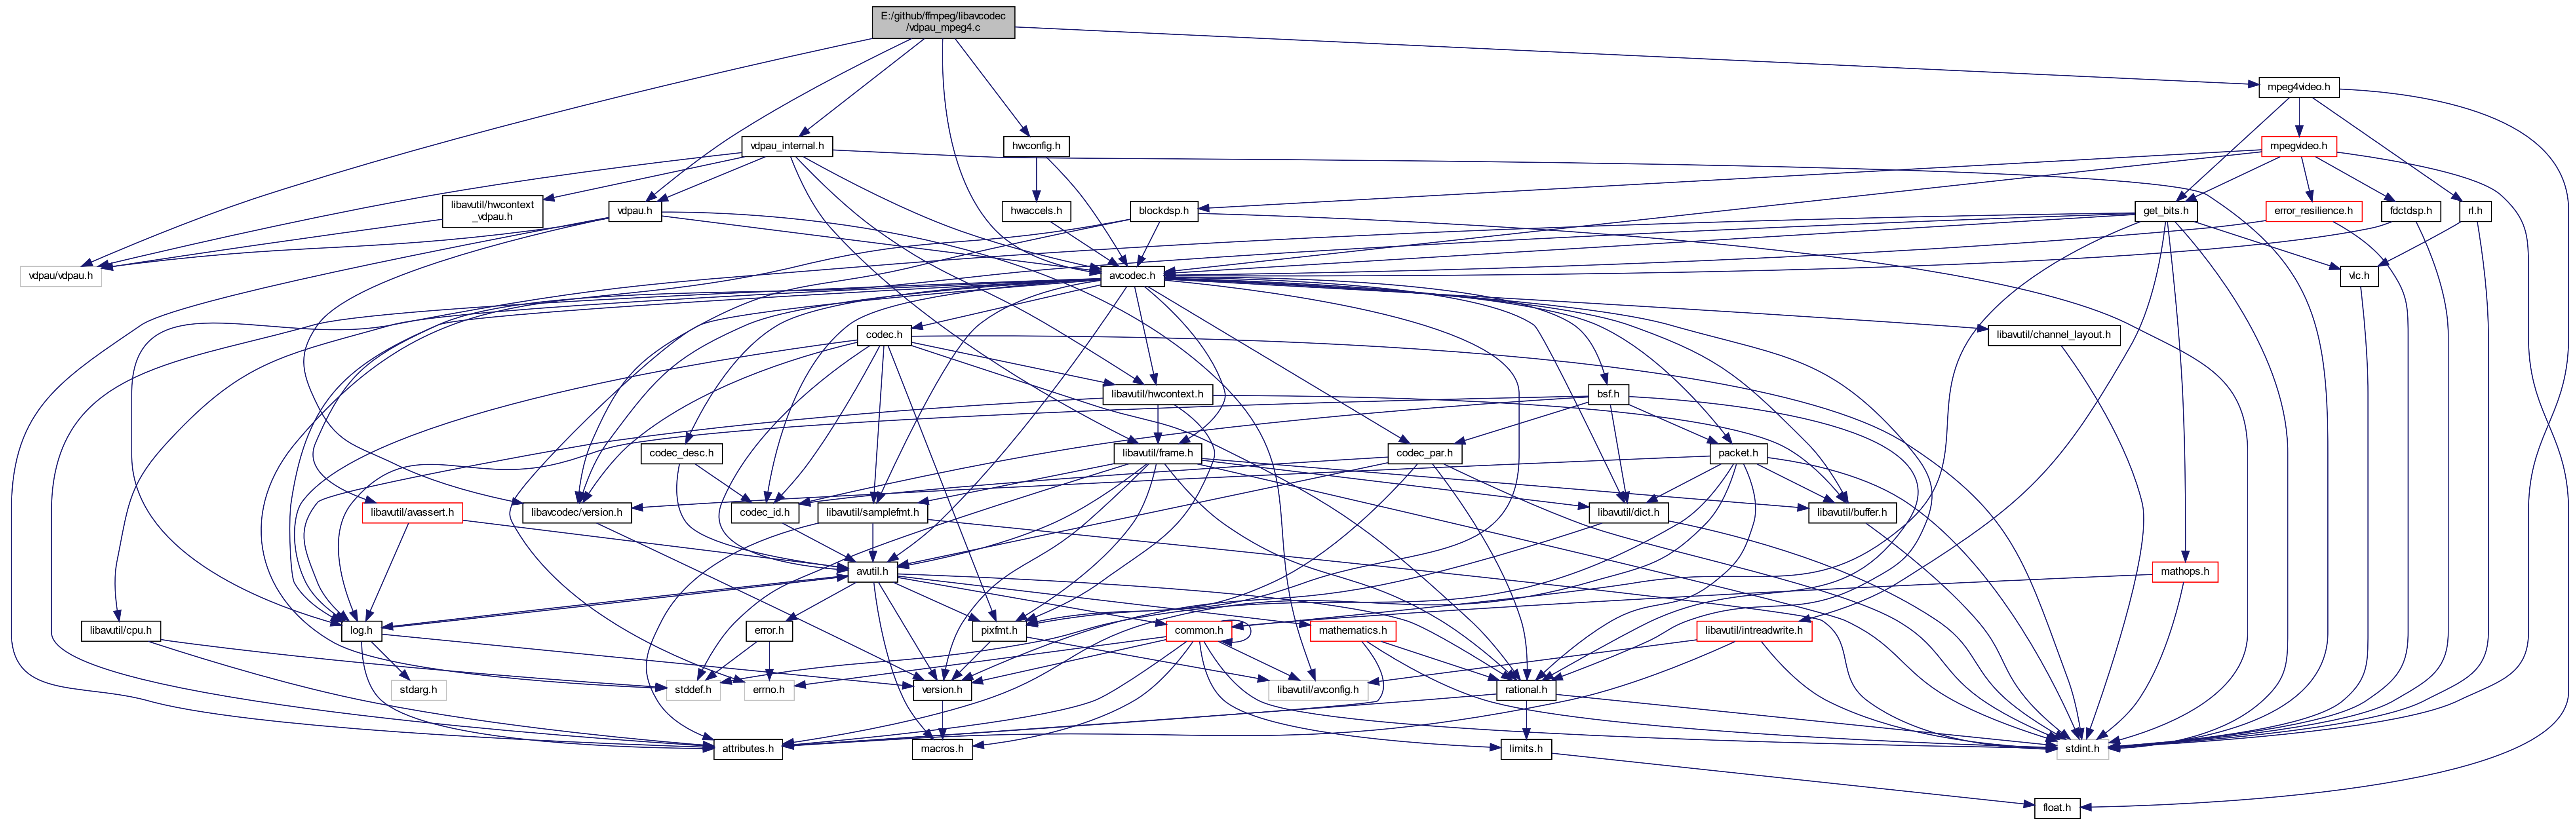 E:/github/ffmpeg/libavcodec
/vdpau_mpeg4.c
mpeg4video.h
vdpau_internal.h
hwconfig.h
mpegvideo.h
libavutil/hwcontext
_vdpau.h
vdpau.h
hwaccels.h
blockdsp.h
get_bits.h
error_resilience.h
fdctdsp.h
rl.h
vdpau/vdpau.h
avcodec.h
vlc.h
codec.h
libavutil/channel_layout.h
libavutil/hwcontext.h
bsf.h
codec_desc.h
libavutil/frame.h
codec_par.h
packet.h
libavutil/avassert.h
libavcodec/version.h
codec_id.h
libavutil/samplefmt.h
libavutil/dict.h
libavutil/buffer.h
avutil.h
mathops.h
libavutil/cpu.h
log.h
error.h
pixfmt.h
common.h
mathematics.h
libavutil/intreadwrite.h
stdarg.h
stddef.h
errno.h
version.h
libavutil/avconfig.h
rational.h
attributes.h
macros.h
limits.h
stdint.h
float.h